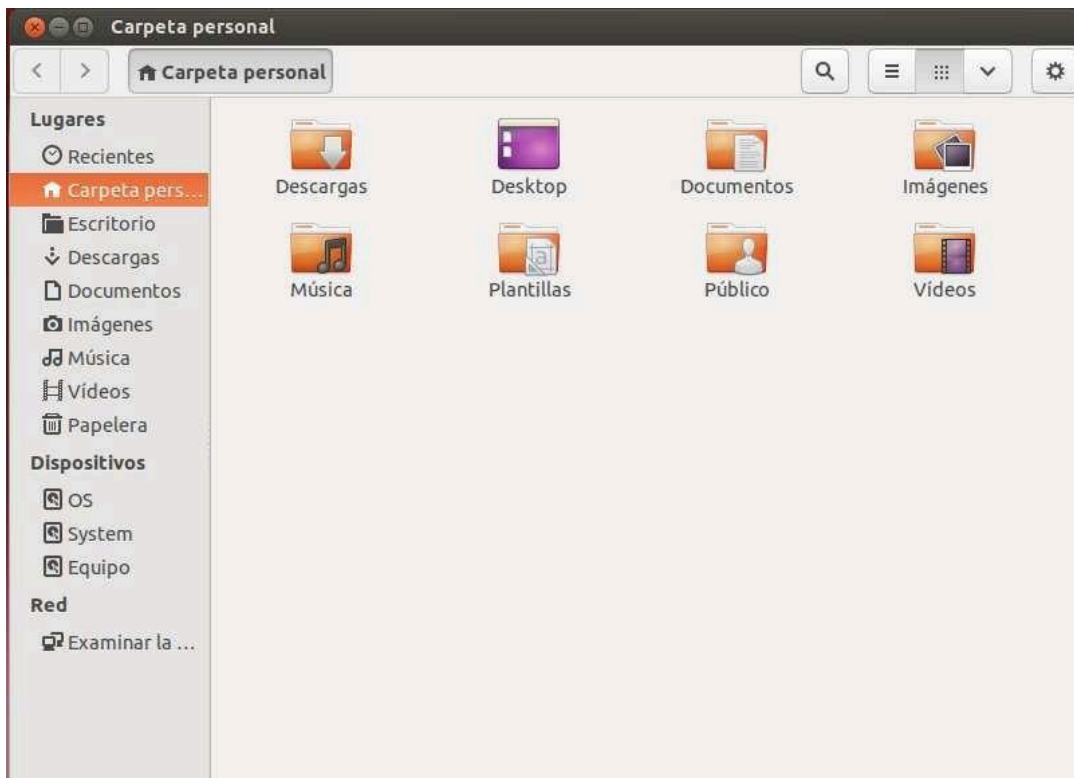 Carpeta personal
Carpeta personal
Lugares
Recientes
Carpeta pers...
Escritorio
Descargas
Documentos
Imágenes
Música
Vídeos
Papelera
Dispositivos
OS
System
Equipo
Red
Examinar la ...
Descargas Desktop Documentos Imágenes
Música Plantillas Público Vídeos